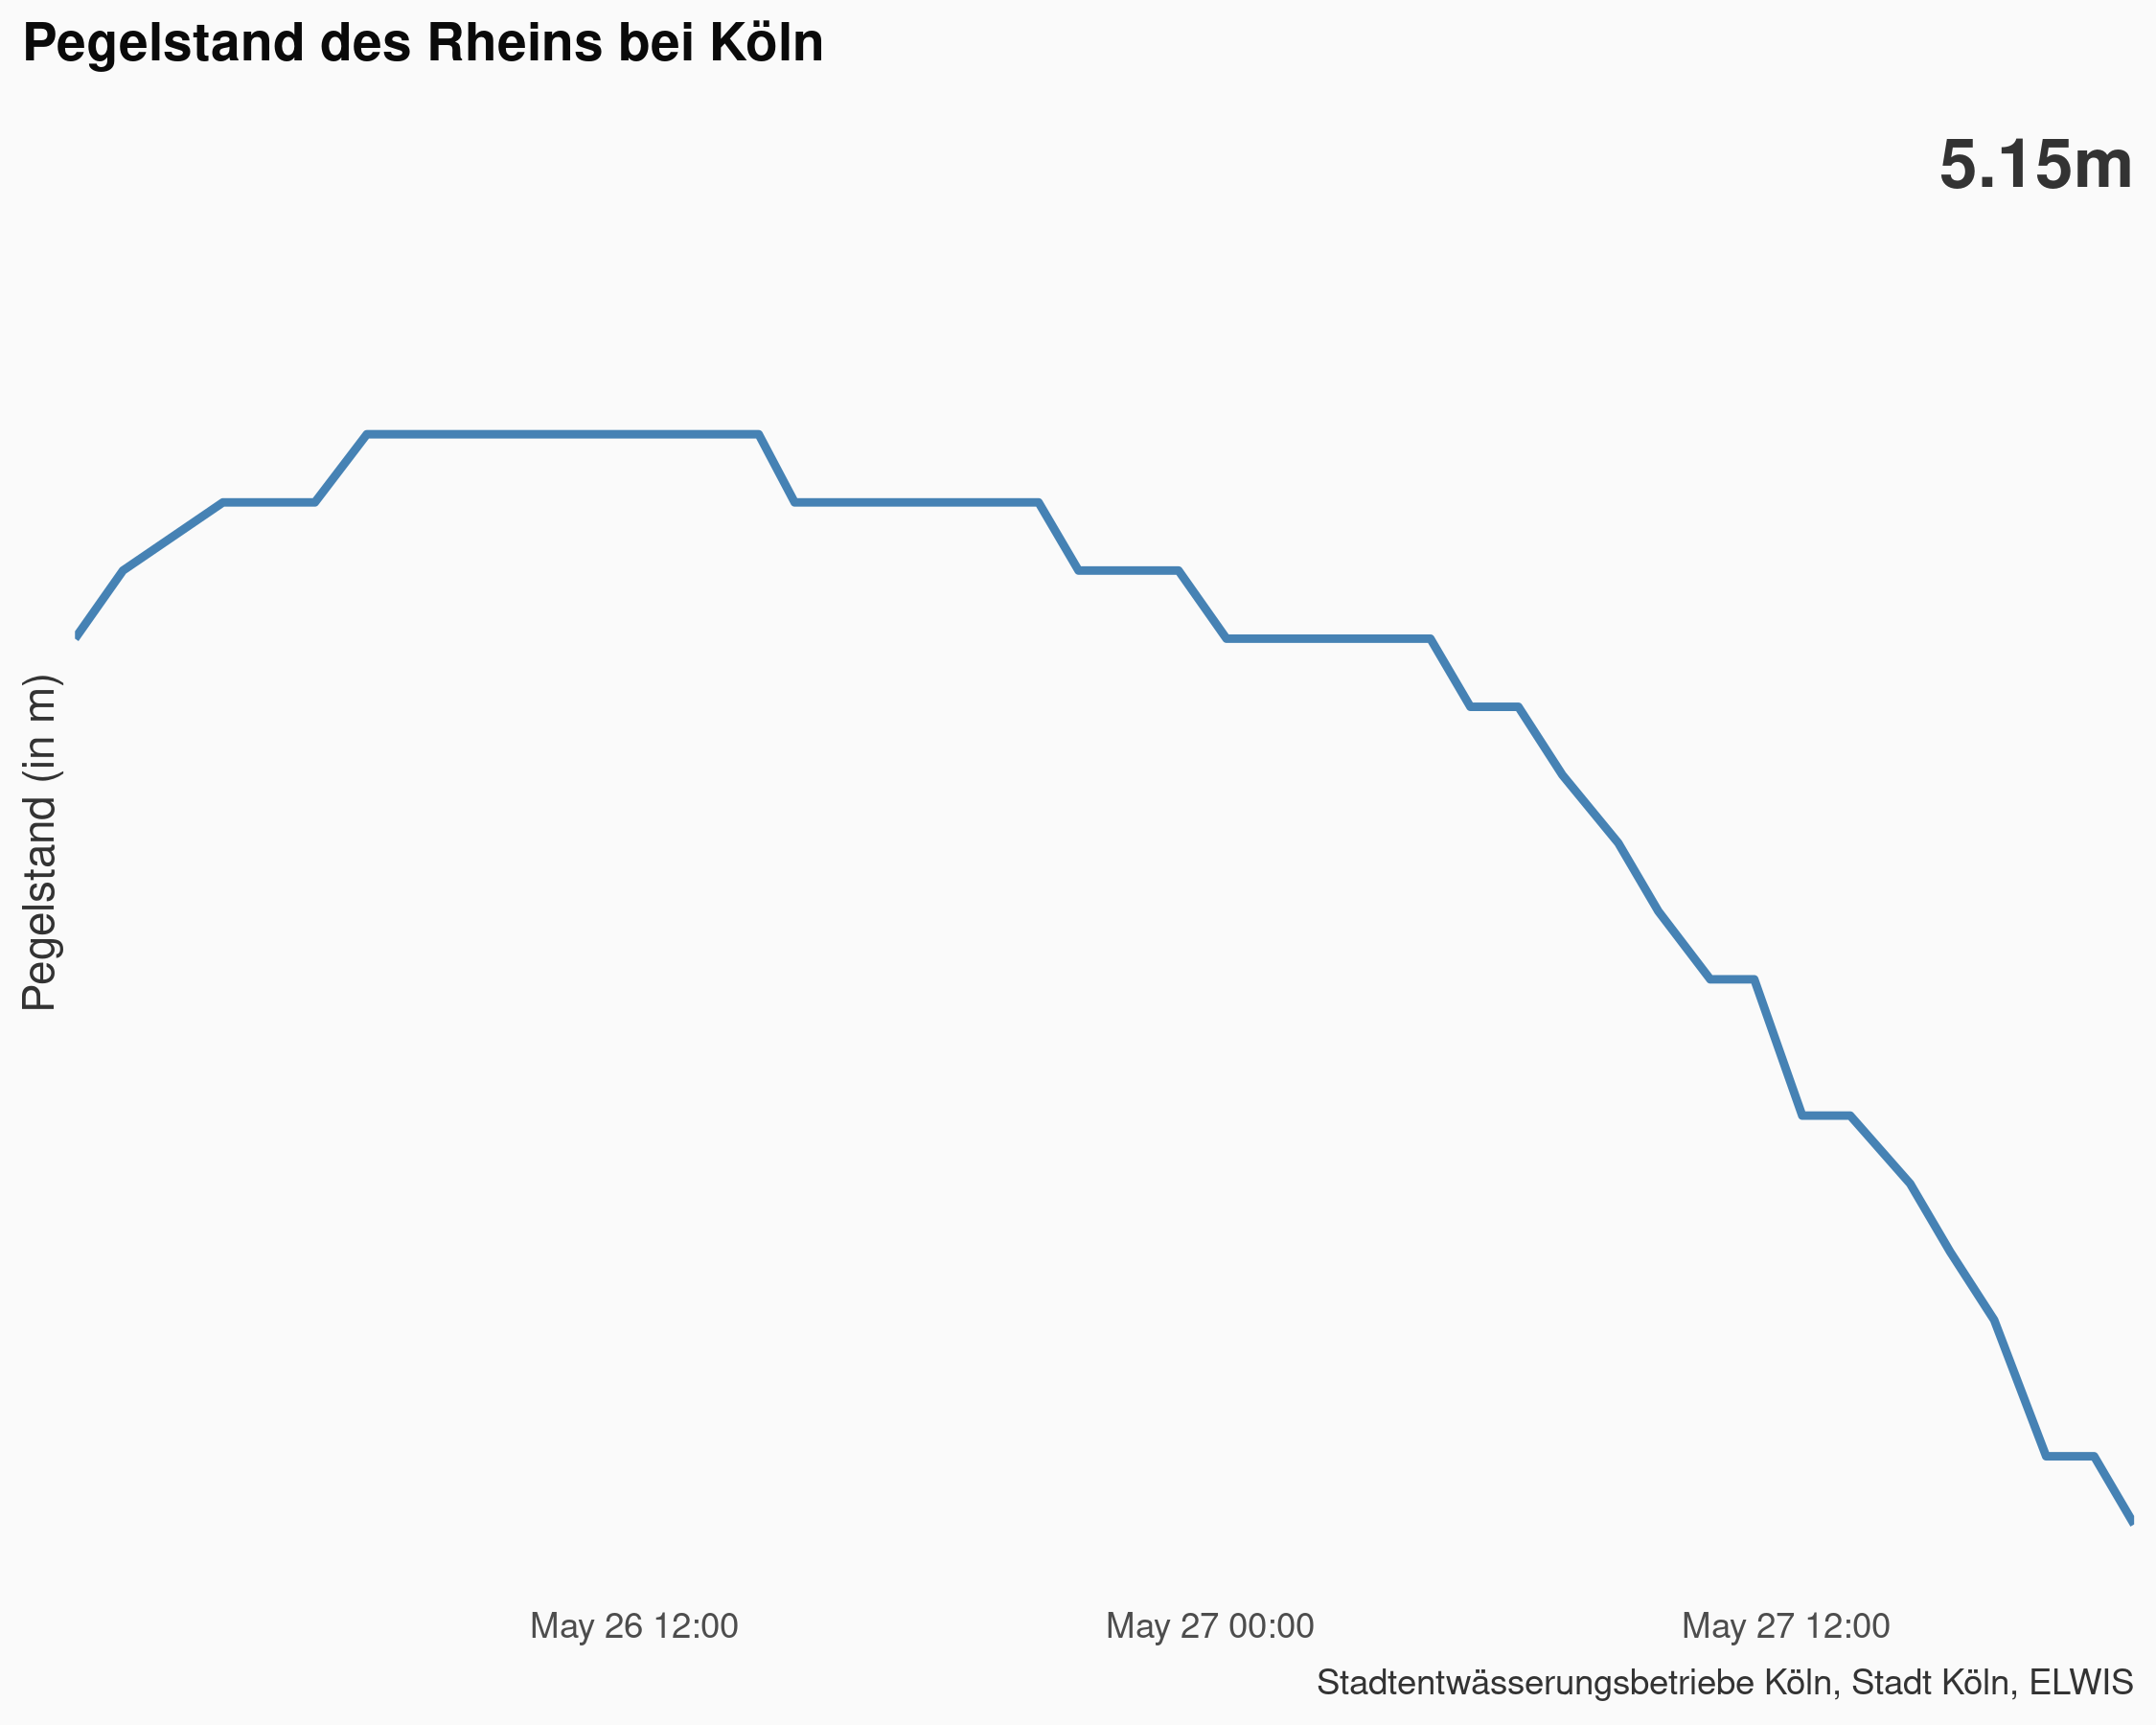 Pegelstand des Rheins bei Köln
5.15m
Pegelstand (in m)
May 26 12:00
May 27 00:00
May 27 12:00
Stadtentwässerungsbetriebe Köln, Stadt Köln, ELWIS